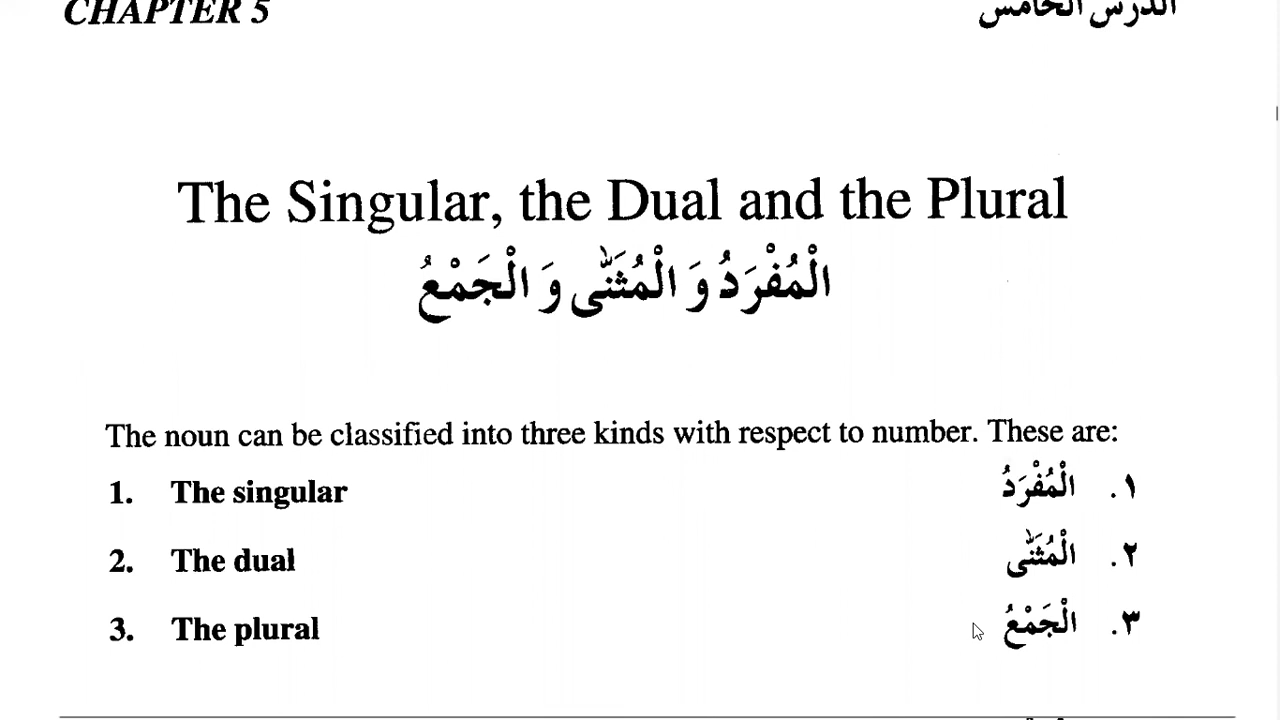 CHAPTER 5 الدرس الخامس
The Singular, the Dual and the Plural
الْمُفْرَدُ وَ الْمُثَنّٰى وَ الْجَمْعُ
The noun can be classified into three kinds with respect to number. These are:
1. The singular ١. الْمُفْرَدُ
2. The dual ٢. الْمُثَنّٰى
3. The plural ٣. الْجَمْعُ